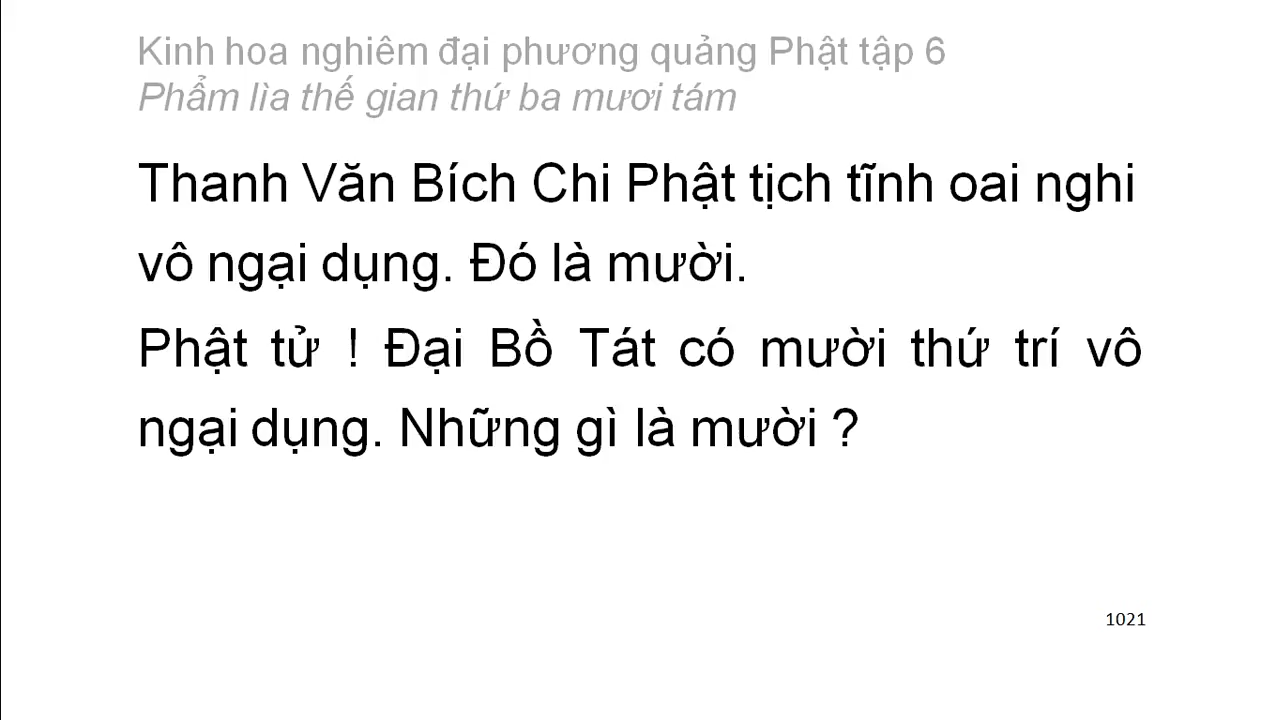 Kinh hoa nghiêm đại phương quảng Phật tập 6
Phẩm lìa thế gian thứ ba mươi tám
Thanh Văn Bích Chi Phật tịch tĩnh oai nghi
vô ngại dụng. Đó là mười.
Phật tử ! Đại Bồ Tát có mười thứ trí vô
ngại dụng. Những gì là mười ?
1021